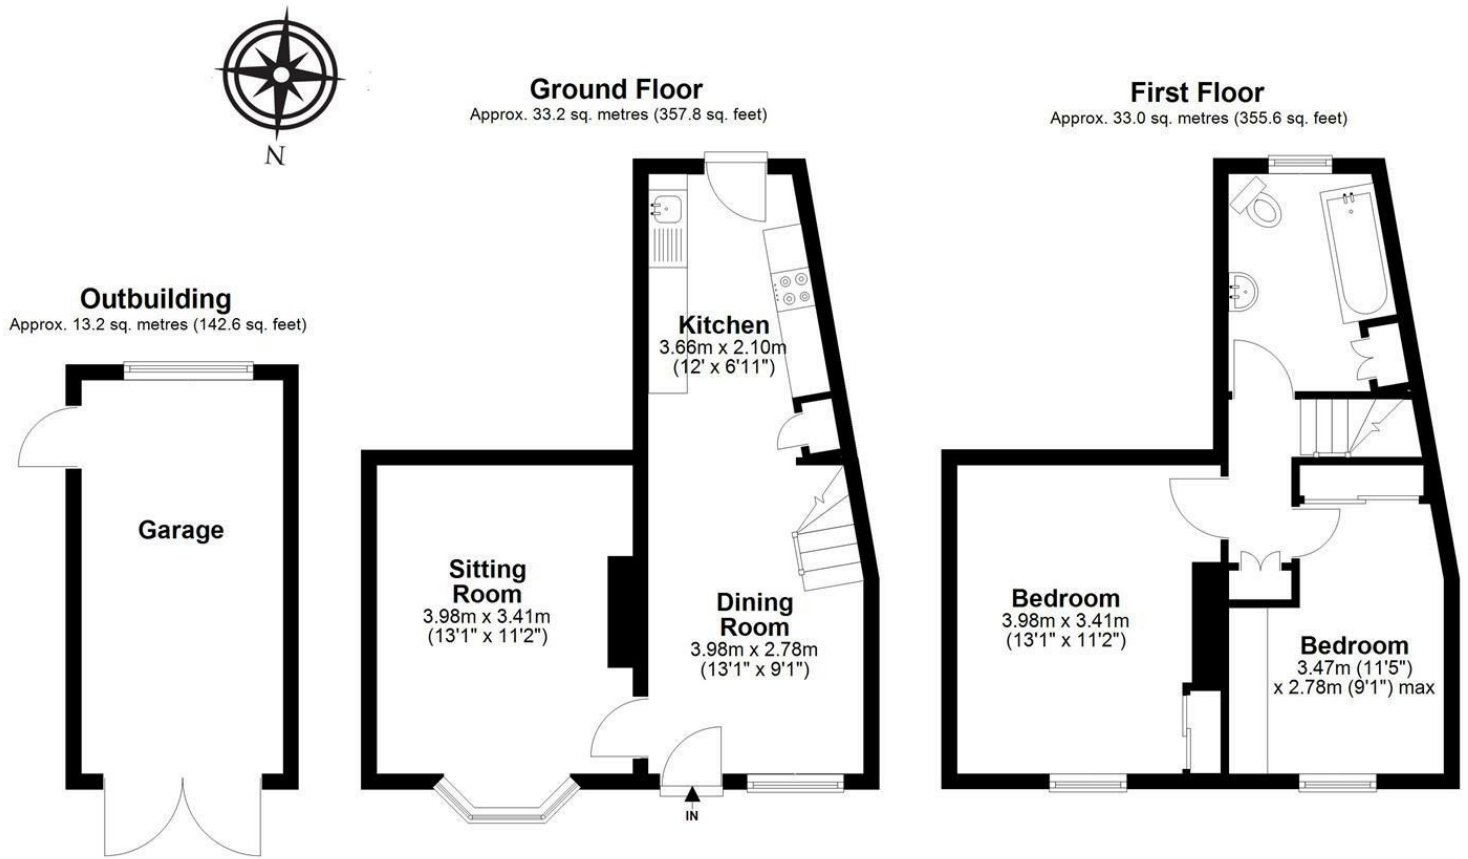 N
Ground Floor
Approx. 33.2 sq. metres (357.8 sq. feet)
First Floor
Approx. 33.0 sq. metres (355.6 sq. feet)
Outbuilding
Approx. 13.2 sq. metres (142.6 sq. feet)
Garage
Kitchen
3.66m x 2.10m
(12' x 6'11")
Sitting
Room
3.98m x 3.41m
(13'1" x 11'2")
Dining
Room
3.98m x 2.78m
(13'1" x 9'1")
IN
Bedroom
3.98m x 3.41m
(13'1" x 11'2")
Bedroom
3.47m (11'5")
x 2.78m (9'1") max